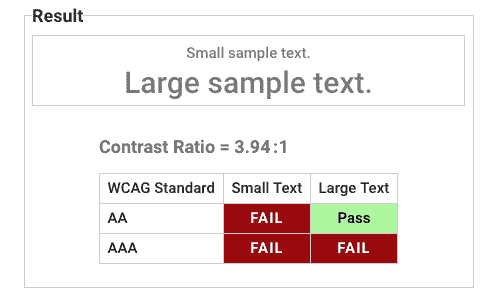 Result
Small sample text.
Large sample text.
Contrast Ratio = 3.94:1
WCAG Standard Small Text Large Text
AA FAIL Pass
AAA FAIL FAIL